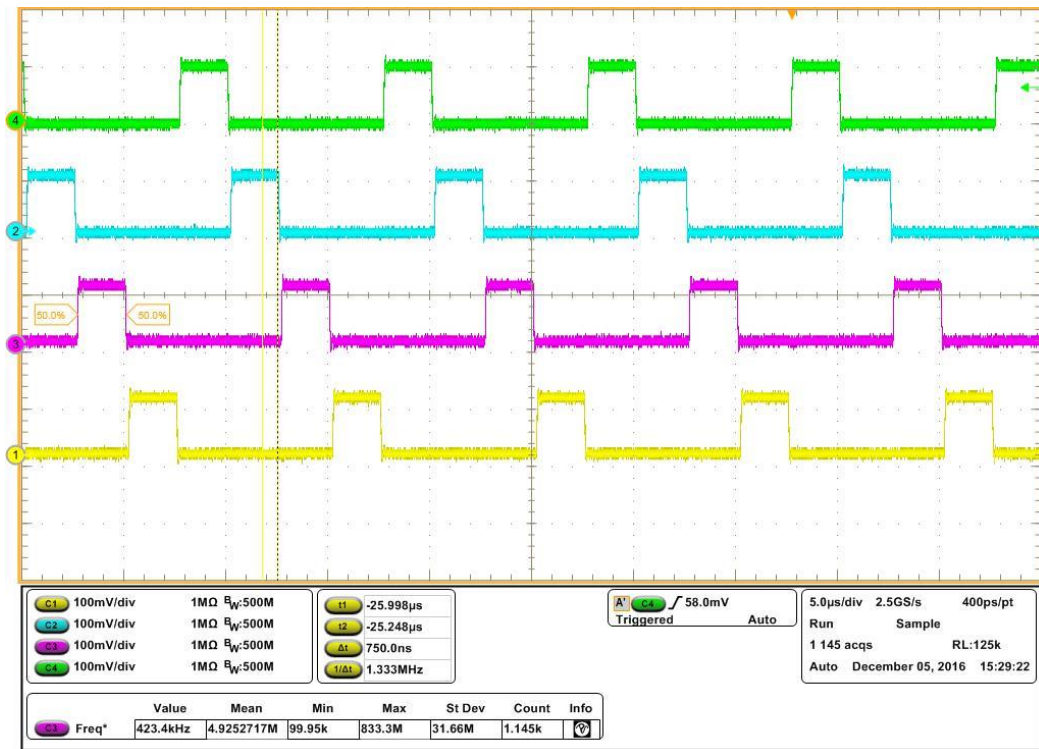 4
2
50.0% 50.0%
3
1
C1 100mV/div 1MΩ BW:500M
C2 100mV/div 1MΩ BW:500M
C3 100mV/div 1MΩ BW:500M
C4 100mV/div 1MΩ BW:500M
t1 -25.998µs
t2 -25.248µs
Δt 750.0ns
1/Δt 1.333MHz
A' C4 58.0mV
Triggered Auto
5.0µs/div 2.5GS/s 400ps/pt
Run Sample
1 145 acqs RL:125k
Auto December 05, 2016 15:29:22
Value Mean Min Max St Dev Count Info
C3 Freq* 423.4kHz 4.9252717M 99.95k 833.3M 31.66M 1.145k